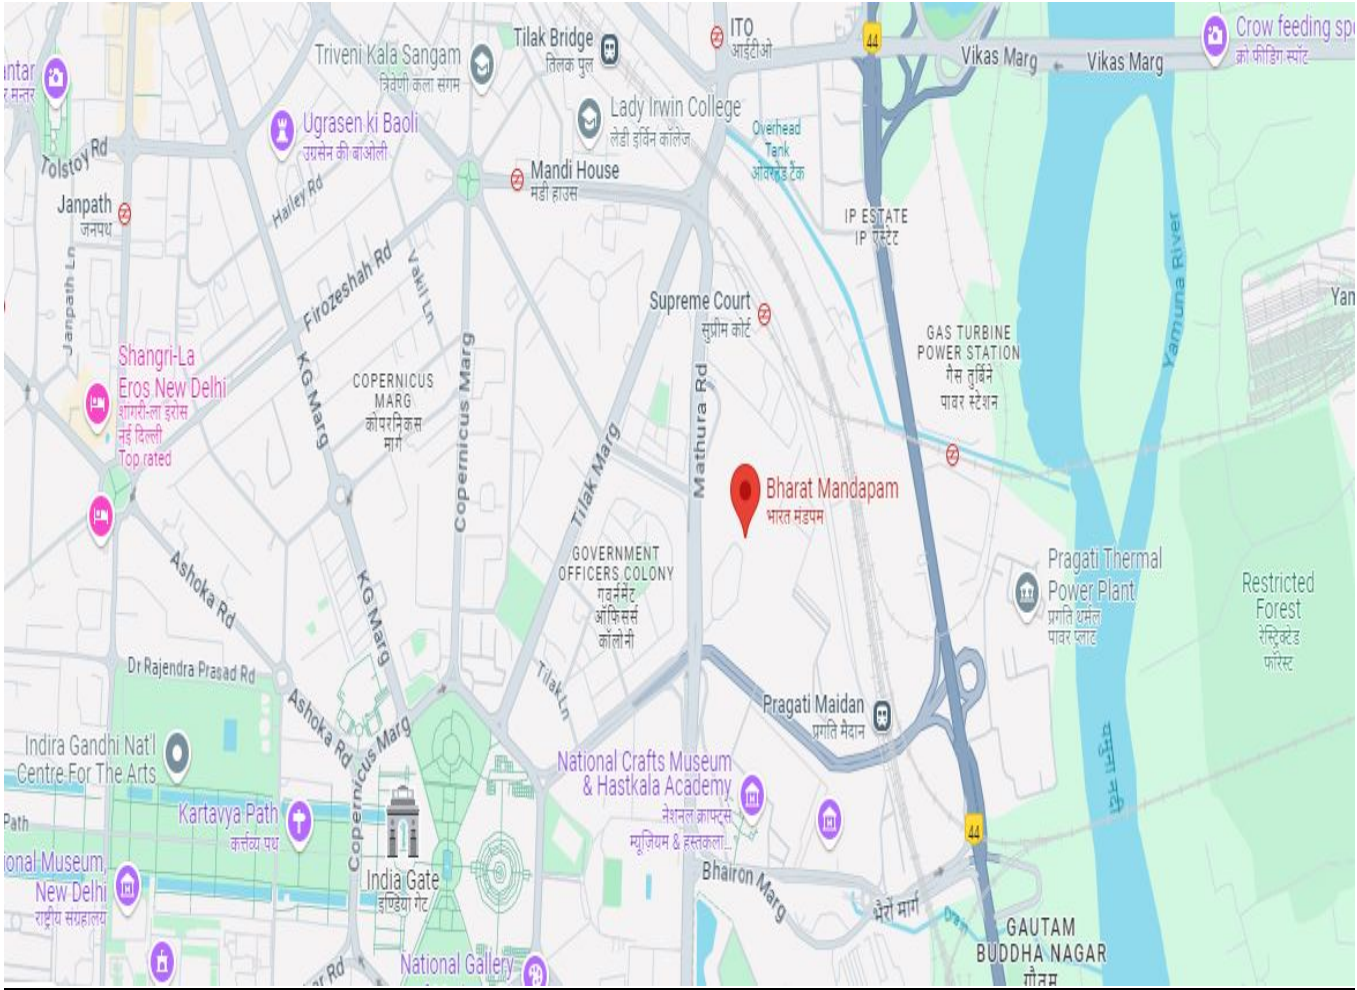 ITO
आईटीओ
44
Vikas Marg
Vikas Marg
Crow feeding
क्रो फीडिंग स्पॉट
Triveni Kala Sangam
त्रिवेणी कला संगम
Tilak Bridge
तिलक पुल
Lady Irwin College
लेडी इर्विन कॉलेज
Overhead
Tank
ओवरहेड टैंक
Ugrasen ki Baoli
उग्रसेन की बाओली
Tolstoy Rd
Mandi House
मंडी हाउस
Hailey Rd
Janpath
जनपथ
IP ESTATE
IP एस्टेट
Janpath Ln
Firozeshah Rd
Vakil Ln
Yamuna River
Supreme Court
सुप्रीम कोर्ट
GAS TURBINE
POWER STATION
गैस तुर्बिने
पावर स्टेशन
Shangri-La
Eros New Delhi
शांगरी-ला इरोस
नई दिल्ली
Top rated
KG Marg
COPERNICUS
MARG
कोपरनिकस
मार्ग
Copernicus Marg
Tilak Marg
Mathura Rd
Bharat Mandapam
भारत मंडपम
Ashoka Rd
KG Marg
GOVERNMENT
OFFICERS COLONY
गवर्नमेंट
ऑफिसर्स
कॉलोनी
Pragati Thermal
Power Plant
प्रगति थर्मल
पावर प्लांट
Restricted
Forest
रेस्ट्रिक्टेड
फॉरेस्ट
Dr Rajendra Prasad Rd
Tilak Ln
Ashoka Rd
Copernicus Marg
Pragati Maidan
प्रगति मैदान
यमुना नदी
Indira Gandhi Nat'l
Centre For The Arts
National Crafts Museum
& Hastkala Academy
नेशनल क्राफ्ट्स
म्यूज़ियम & हस्तकला...
Kartavya Path
कर्त्तव्य पथ
Path
Copernicus Marg
44
Museum,
New Delhi
राष्ट्रीय संग्रहालय
India Gate
इण्डिया गेट
Bhairon Marg
भैरों मार्ग
Drain
GAUTAM
BUDDHA NAGAR
गौतम
National Gallery
Rd